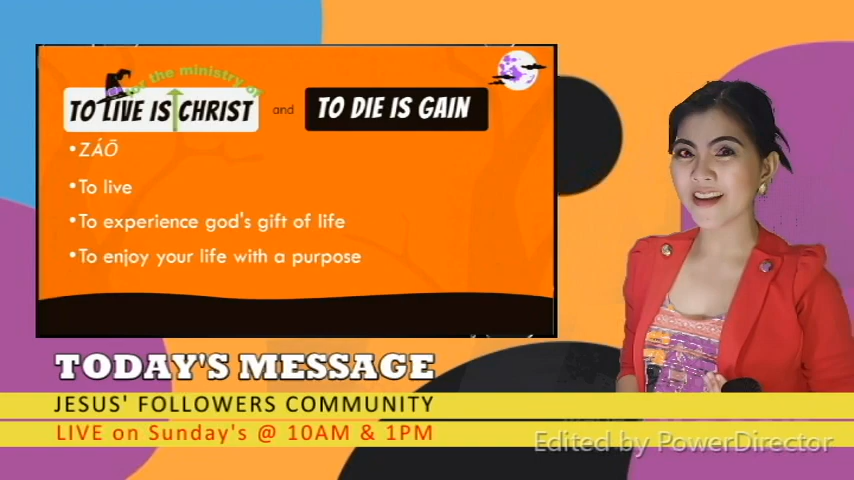 for the ministry of
TO LIVE IS CHRIST and TO DIE IS GAIN
•ZÁŌ
•To live
•To experience god's gift of life
•To enjoy your life with a purpose
TODAY'S MESSAGE
JESUS' FOLLOWERS COMMUNITY
LIVE on Sunday's @ 10AM & 1PM
Edited by PowerDirector